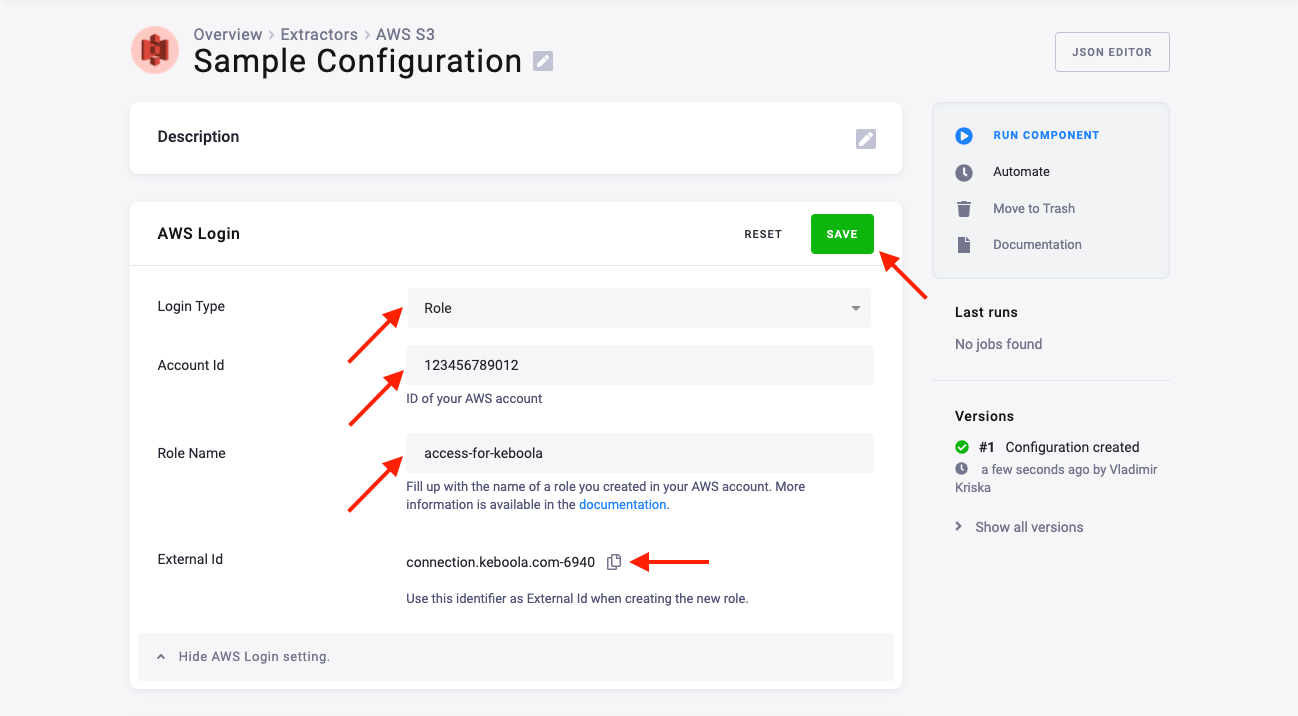 Overview > Extractors > AWS S3
Sample Configuration
JSON EDITOR
Description
AWS Login
RESET
SAVE
Login Type
Role
Account Id
123456789012
ID of your AWS account
Role Name
access-for-keboola
Fill up with the name of a role you created in your AWS account. More
information is available in the documentation.
External Id
connection.keboola.com-6940
Use this identifier as External Id when creating the new role.
Hide AWS Login setting.
RUN COMPONENT
Automate
Move to Trash
Documentation
Last runs
No jobs found
Versions
#1 Configuration created
a few seconds ago by Vladimir
Kriska
Show all versions